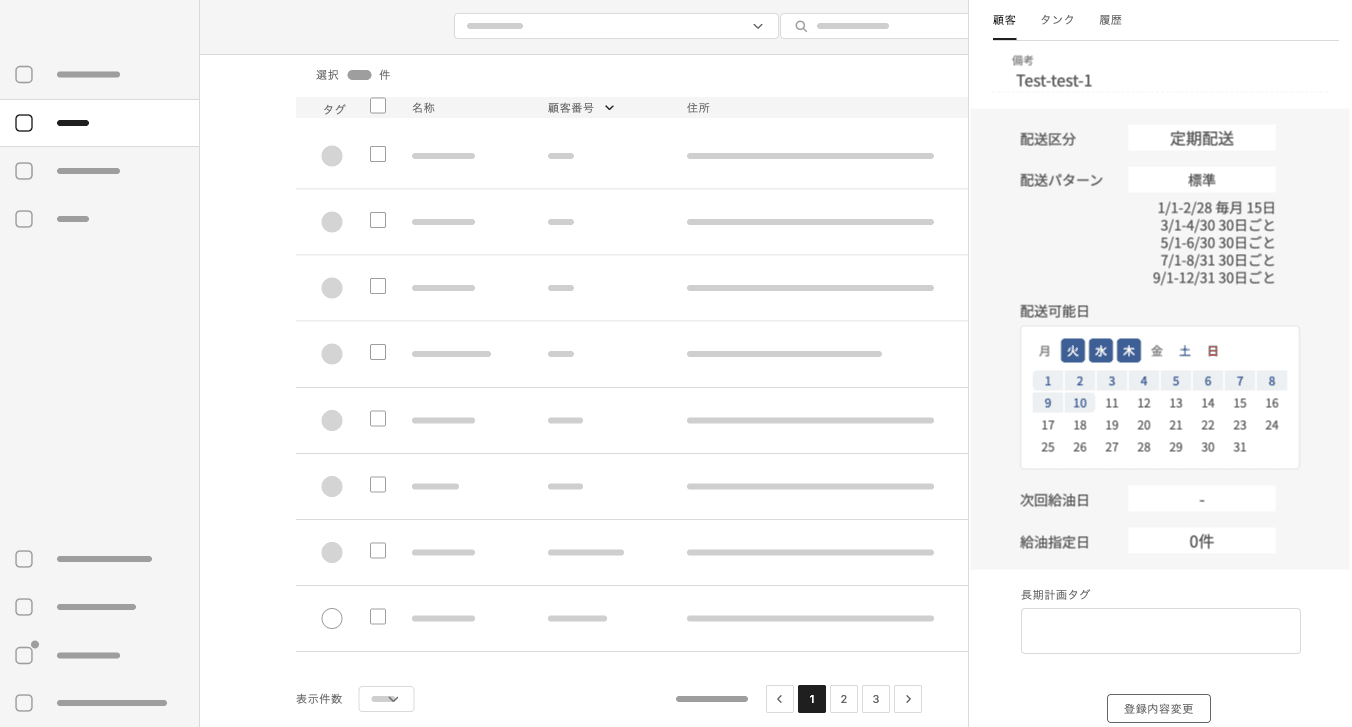 選択 件
タグ 名称 顧客番号 住所
表示件数
1 2 3
顧客 タンク 履歴
備考
Test-test-1
配送区分 定期配送
配送パターン 標準
1/1-2/28 毎月 15日
3/1-4/30 30日ごと
5/1-6/30 30日ごと
7/1-8/31 30日ごと
9/1-12/31 30日ごと
配送可能日
月 火 水 木 金 土 日
1 2 3 4 5 6 7 8
9 10 11 12 13 14 15 16
17 18 19 20 21 22 23 24
25 26 27 28 29 30 31
次回給油日 -
給油指定日 0件
長期計画タグ
登録内容変更